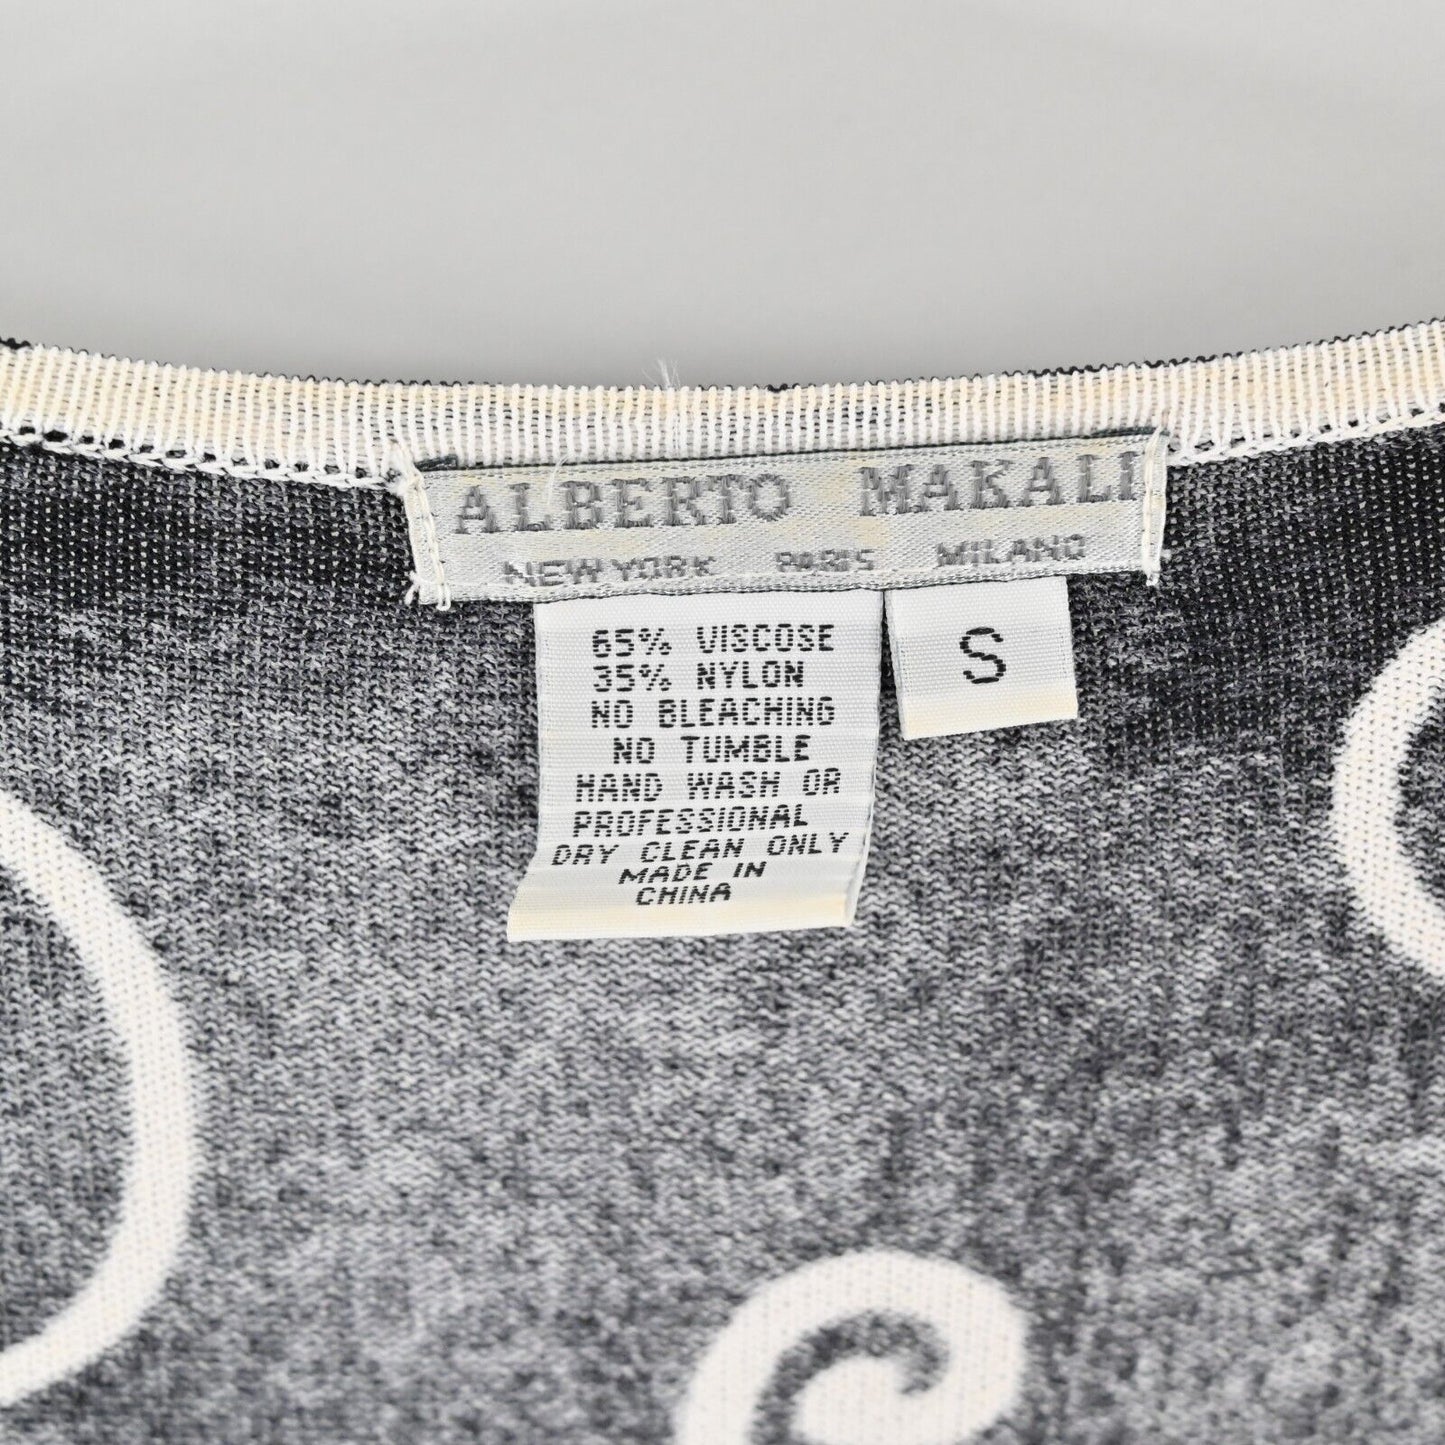 ALBERTO MAKALI
NEW YORK PARIS MILANO
65% VISCOSE
35% NYLON
NO BLEACHING
NO TUMBLE
HAND WASH OR
PROFESSIONAL
DRY CLEAN ONLY
MADE IN
CHINA
S